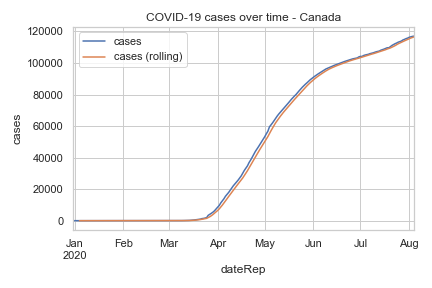 COVID-19 cases over time - Canada
120000
100000
80000
60000
40000
20000
0
cases
cases
cases (rolling)
Jan Feb Mar Apr May Jun Jul Aug
2020
dateRep